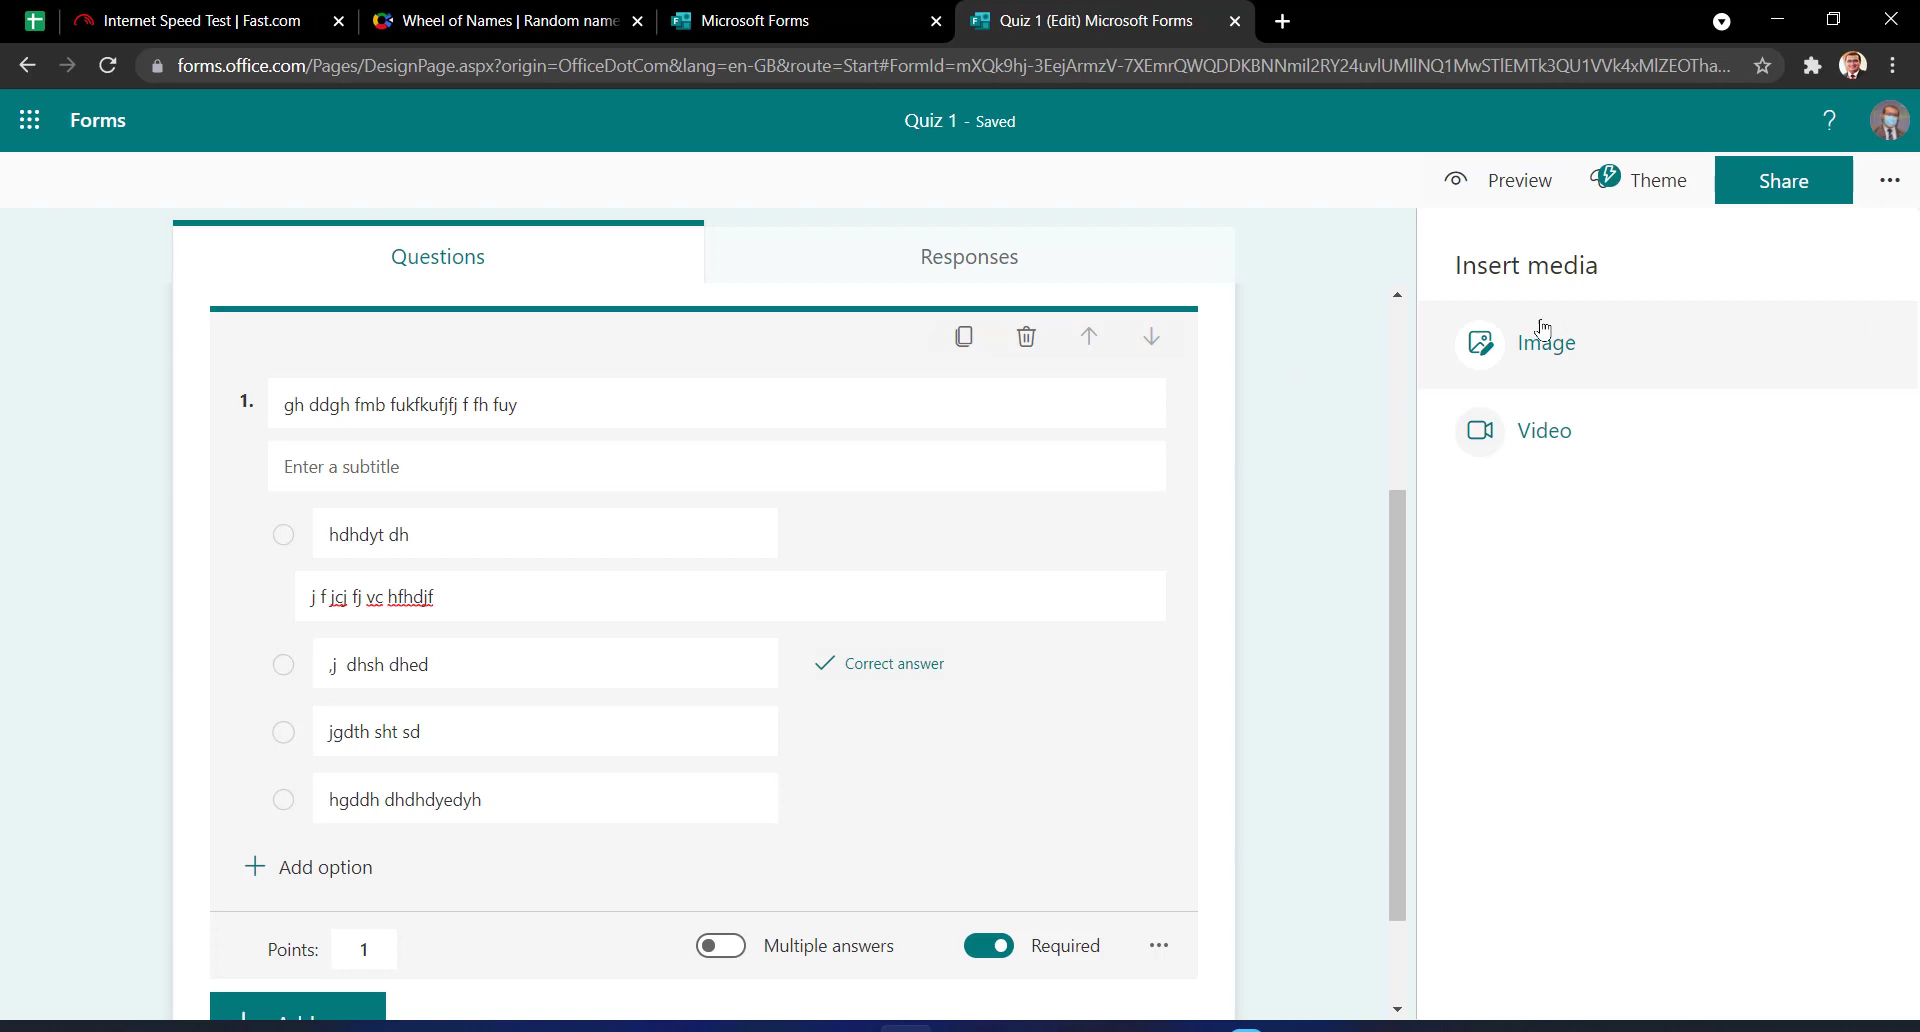 Internet Speed Test | Fast.com
Wheel of Names | Random name
Microsoft Forms
Quiz 1 (Edit) Microsoft Forms
forms.office.com/Pages/DesignPage.aspx?origin=OfficeDotCom&lang=en-GB&route=Start#FormId=mXQk9hj-3EejArmzV-7XEmrQWQDDKBNNmil2RY24uvlUMllNQ1MwSTlEMTk3QU1VVk4xMlZEOTha...
Forms
Quiz 1 - Saved
?
Preview
Theme
Share
Questions
Responses
Insert media
Image
Video
1.
gh ddgh fmb fukfkufjfj f fh fuy
Enter a subtitle
hdhdyt dh
j f jcj fj vc hfhdjf
,j dhsh dhed
Correct answer
jgdth sht sd
hgddh dhdhdyedyh
Add option
Points: 1
Multiple answers
Required